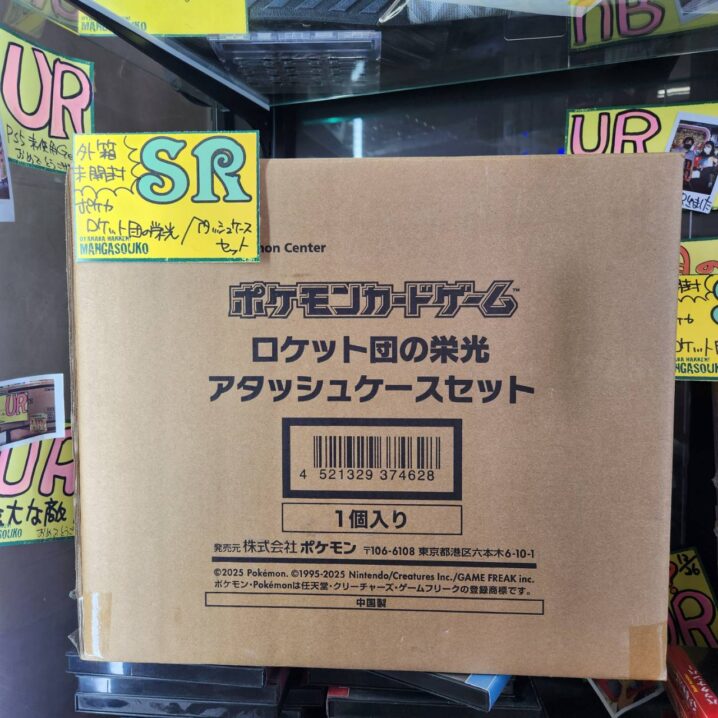 UR
PS5
SR
外箱
未開封
ポケカ
ロケット団の栄光/アタッシュケース
セット
MANGASOUKO
mon Center
ポケモンカードゲーム™
ロケット団の栄光
アタッシュケースセット
4 521329 374628
1個入り
発売元 株式会社 ポケモン 〒106-6108 東京都港区六本木6-10-1
©2025 Pokémon. ©1995-2025 Nintendo/Creatures Inc./GAME FREAK inc.
ポケモン・Pokémonは任天堂・クリーチャーズ・ゲームフリークの登録商標です。
中国製
UR
UR
大な敵